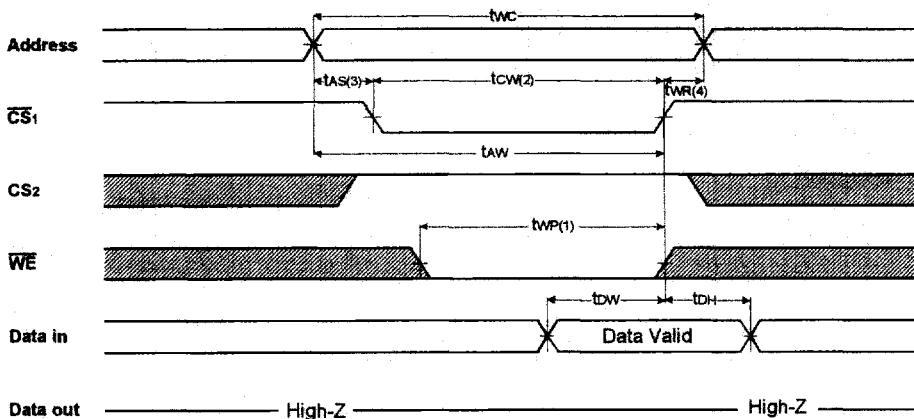 tWC
Address
tAS(3) tCW(2) tWR(4)
CS1
tAW
CS2
tWP(1)
WE
tDW tDH
Data in Data Valid
Data out High-Z High-Z